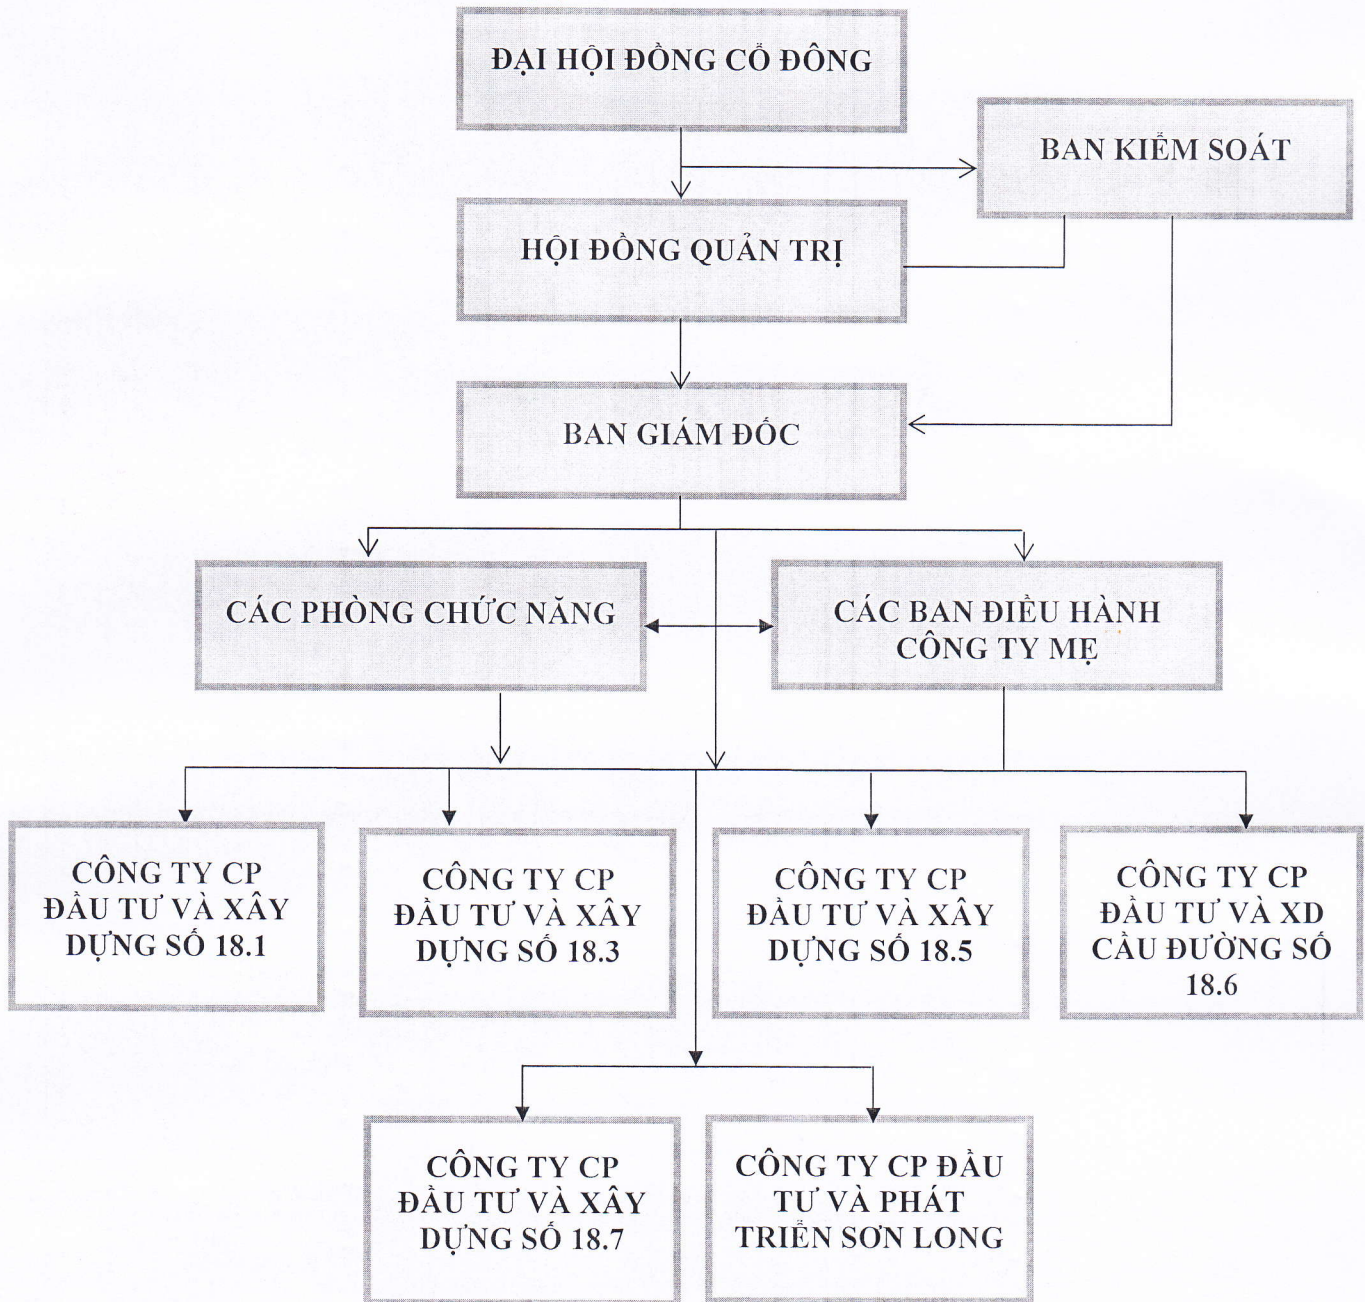 ĐẠI HỘI ĐỒNG CỔ ĐÔNG
BAN KIỂM SOÁT
HỘI ĐỒNG QUẢN TRỊ
BAN GIÁM ĐỐC
CÁC PHÒNG CHỨC NĂNG
CÁC BAN ĐIỀU HÀNH
CÔNG TY MẸ
CÔNG TY CP
ĐẦU TƯ VÀ XÂY
DỰNG SỐ 18.1
CÔNG TY CP
ĐẦU TƯ VÀ XÂY
DỰNG SỐ 18.3
CÔNG TY CP
ĐẦU TƯ VÀ XÂY
DỰNG SỐ 18.5
CÔNG TY CP
ĐẦU TƯ VÀ XD
CẦU ĐƯỜNG SỐ
18.6
CÔNG TY CP
ĐẦU TƯ VÀ XÂY
DỰNG SỐ 18.7
CÔNG TY CP ĐẦU
TƯ VÀ PHÁT
TRIỂN SƠN LONG